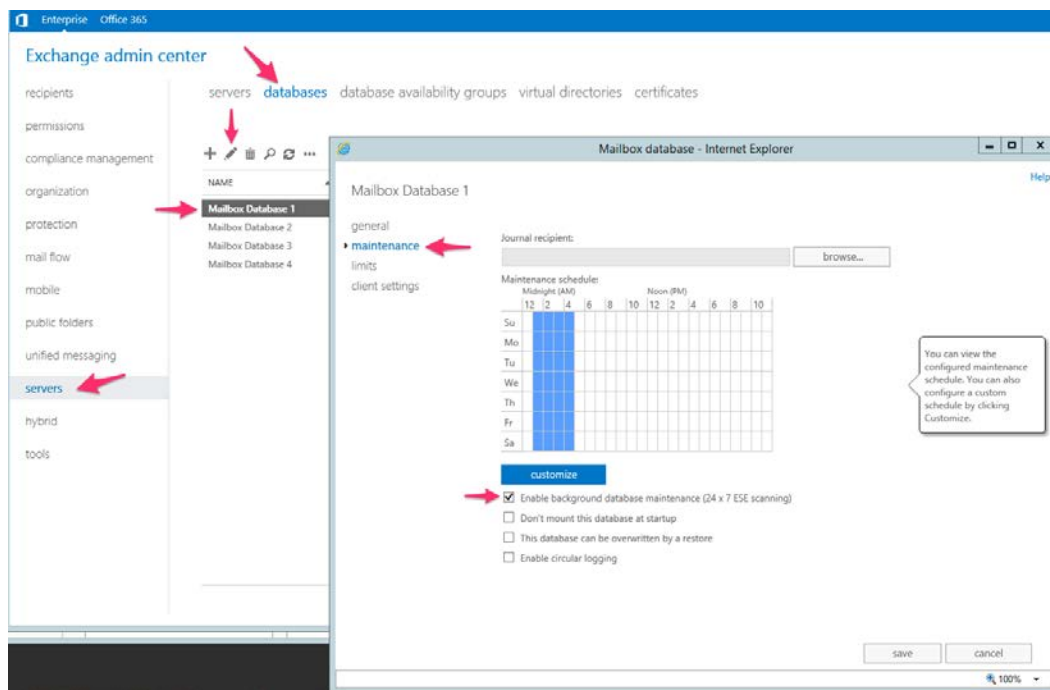 Enterprise Office 365
Exchange admin center
recipients
permissions
compliance management
organization
protection
mail flow
mobile
public folders
unified messaging
servers
hybrid
tools
servers databases database availability groups virtual directories certificates
NAME
Mailbox Database 1
Mailbox Database 2
Mailbox Database 3
Mailbox Database 4
Mailbox database - Internet Explorer
Help
Mailbox Database 1
general
maintenance
limits
client settings
Journal recipient:
browse...
Maintenance schedule:
Midnight (AM) Noon (PM)
12 2 4 6 8 10 12 2 4 6 8 10
Su
Mo
Tu
We
Th
Fr
Sa
customize
Enable background database maintenance (24 x 7 ESE scanning)
Don't mount this database at startup
This database can be overwritten by a restore
Enable circular logging
You can view the
configured maintenance
schedule. You can also
configure a custom
schedule by clicking
Customize.
save cancel
100%